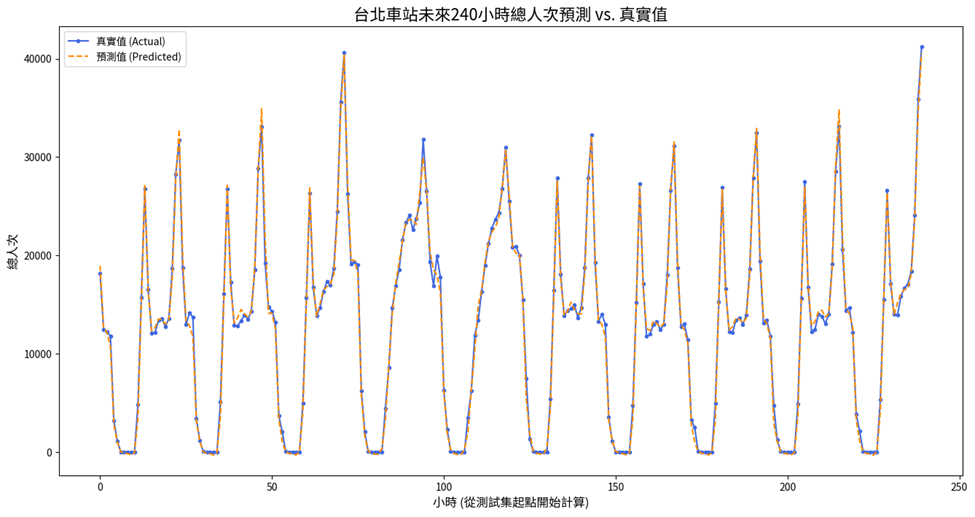 台北車站未來240小時總人次預測 vs. 真實值
真實值 (Actual)
預測值 (Predicted)
總人次
40000
30000
20000
10000
0
0 50 100 150 200 250
小時 (從測試集起點開始計算)